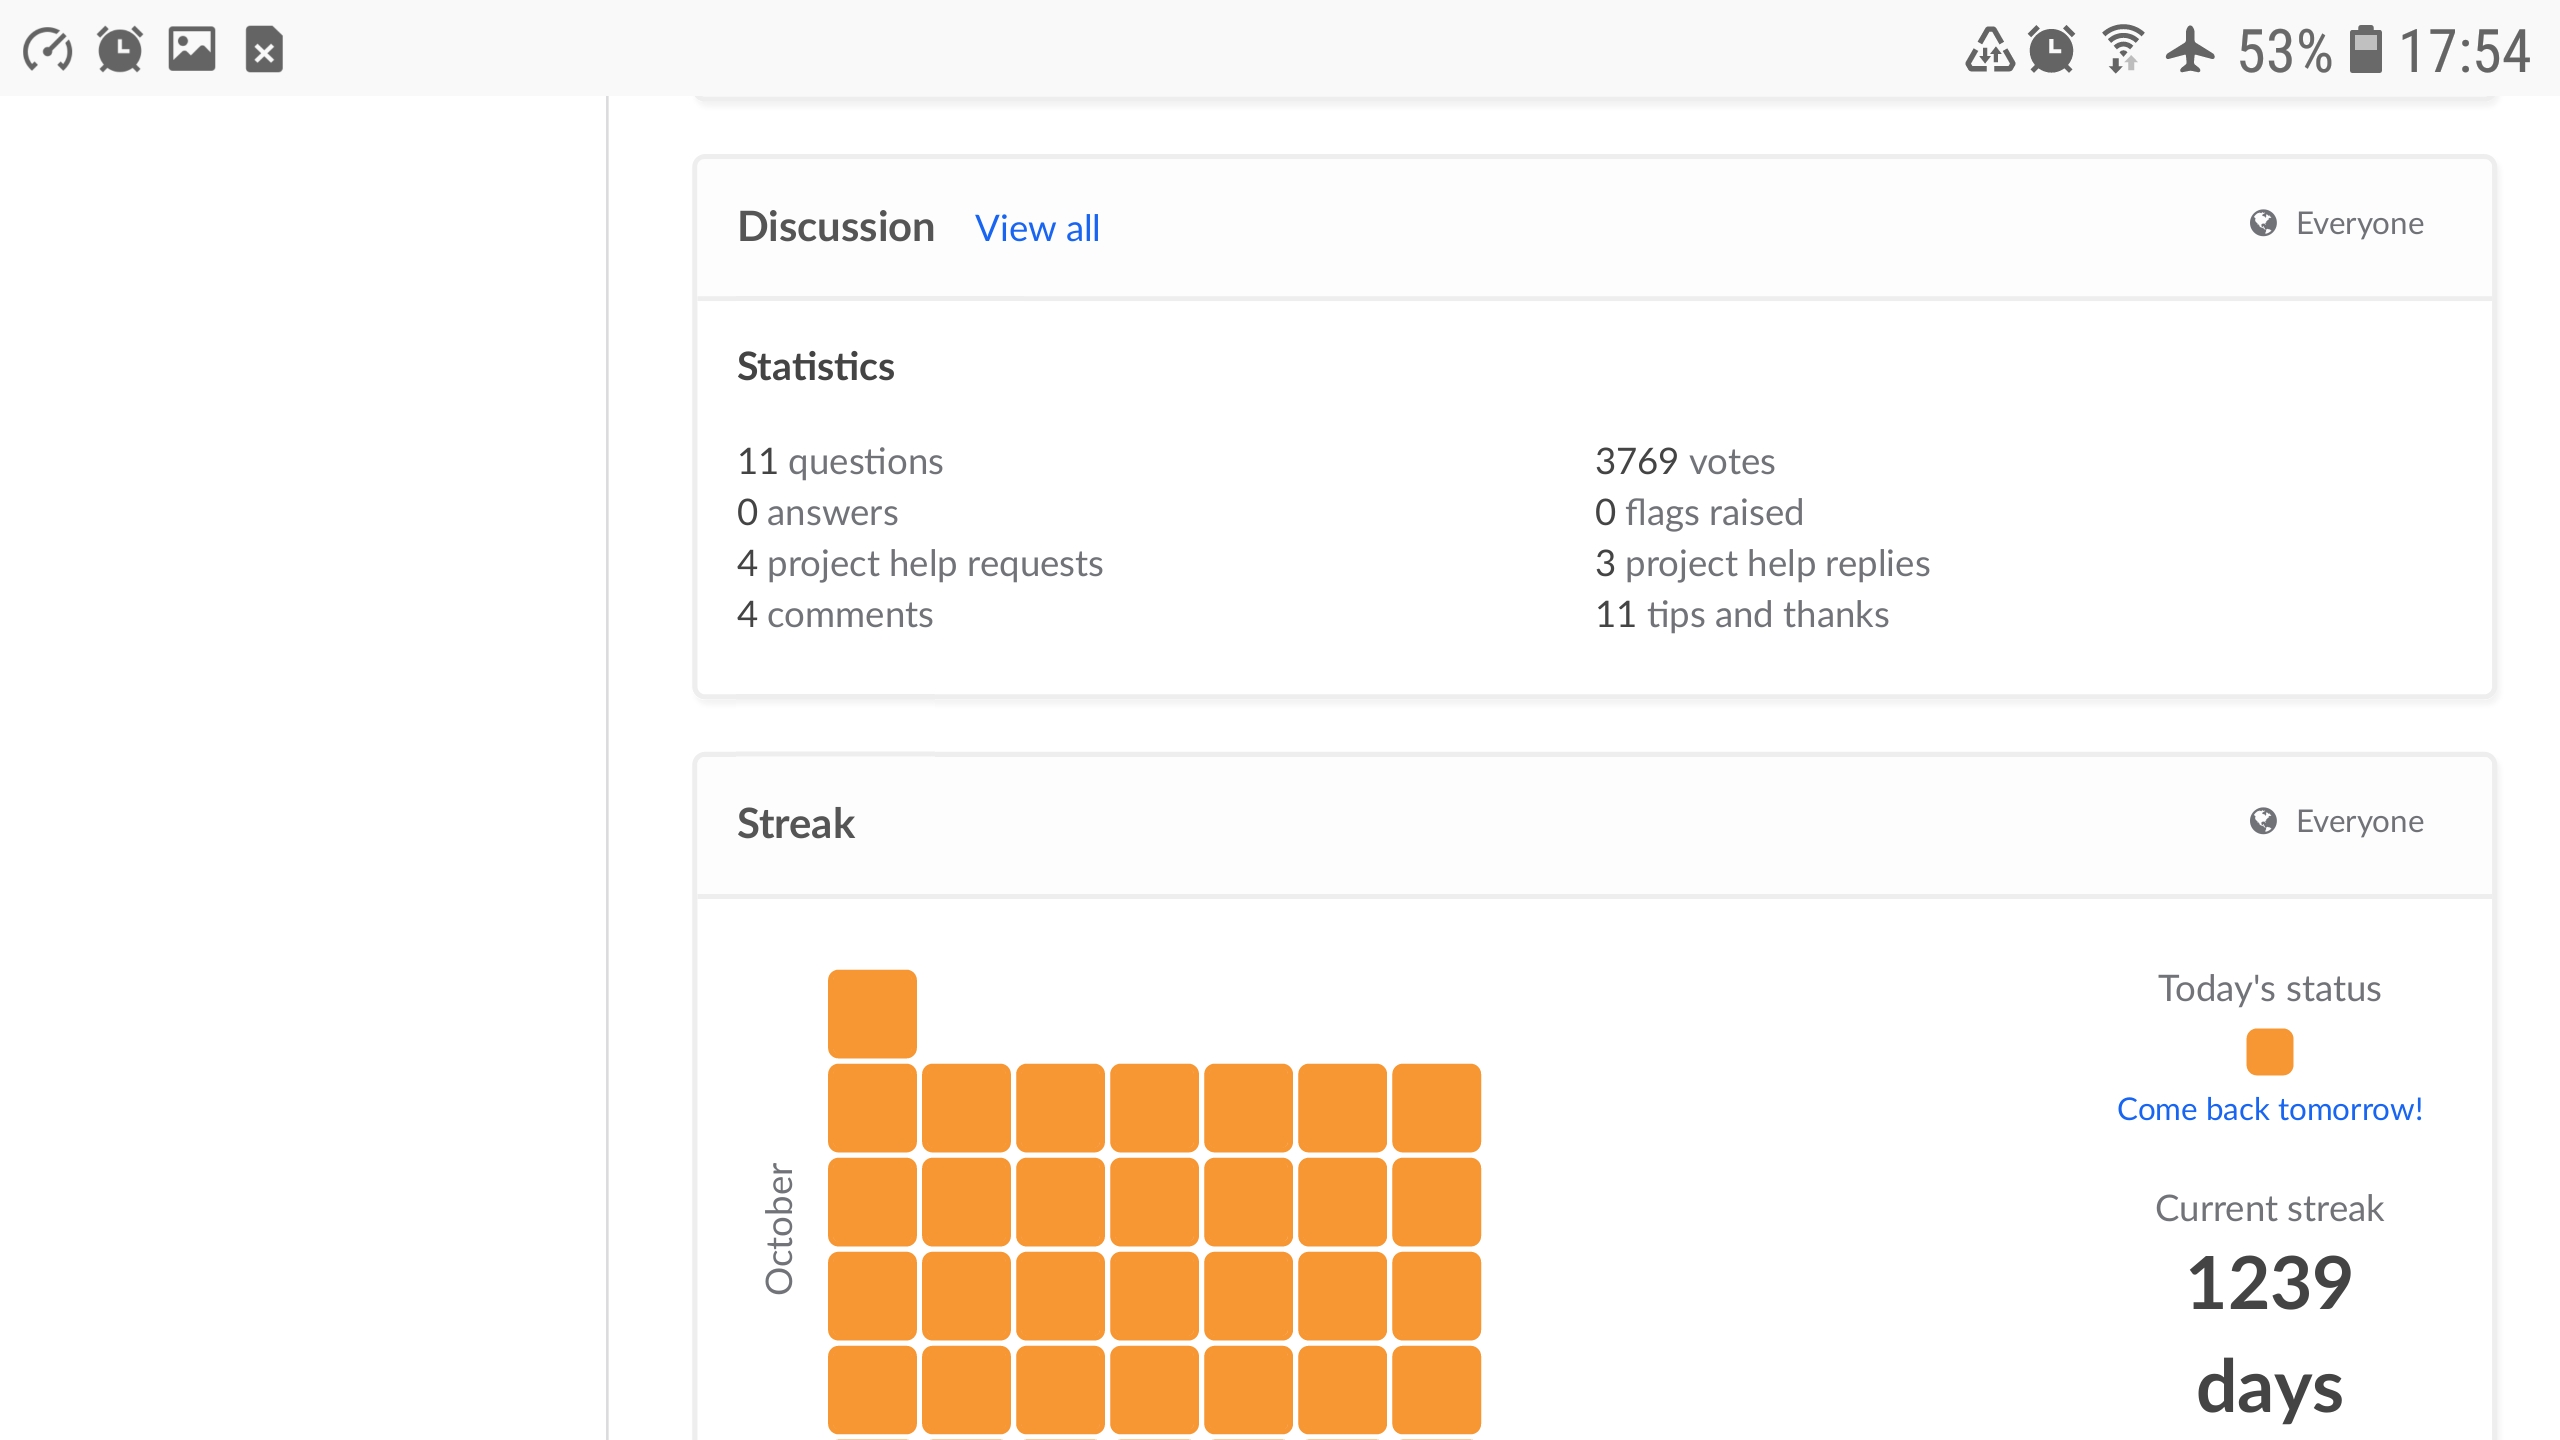 53% 17:54
Discussion View all Everyone
Statistics
11 questions
0 answers
4 project help requests
4 comments
3769 votes
0 flags raised
3 project help replies
11 tips and thanks
Streak Everyone
October
Today's status
Come back tomorrow!
Current streak
1239
days